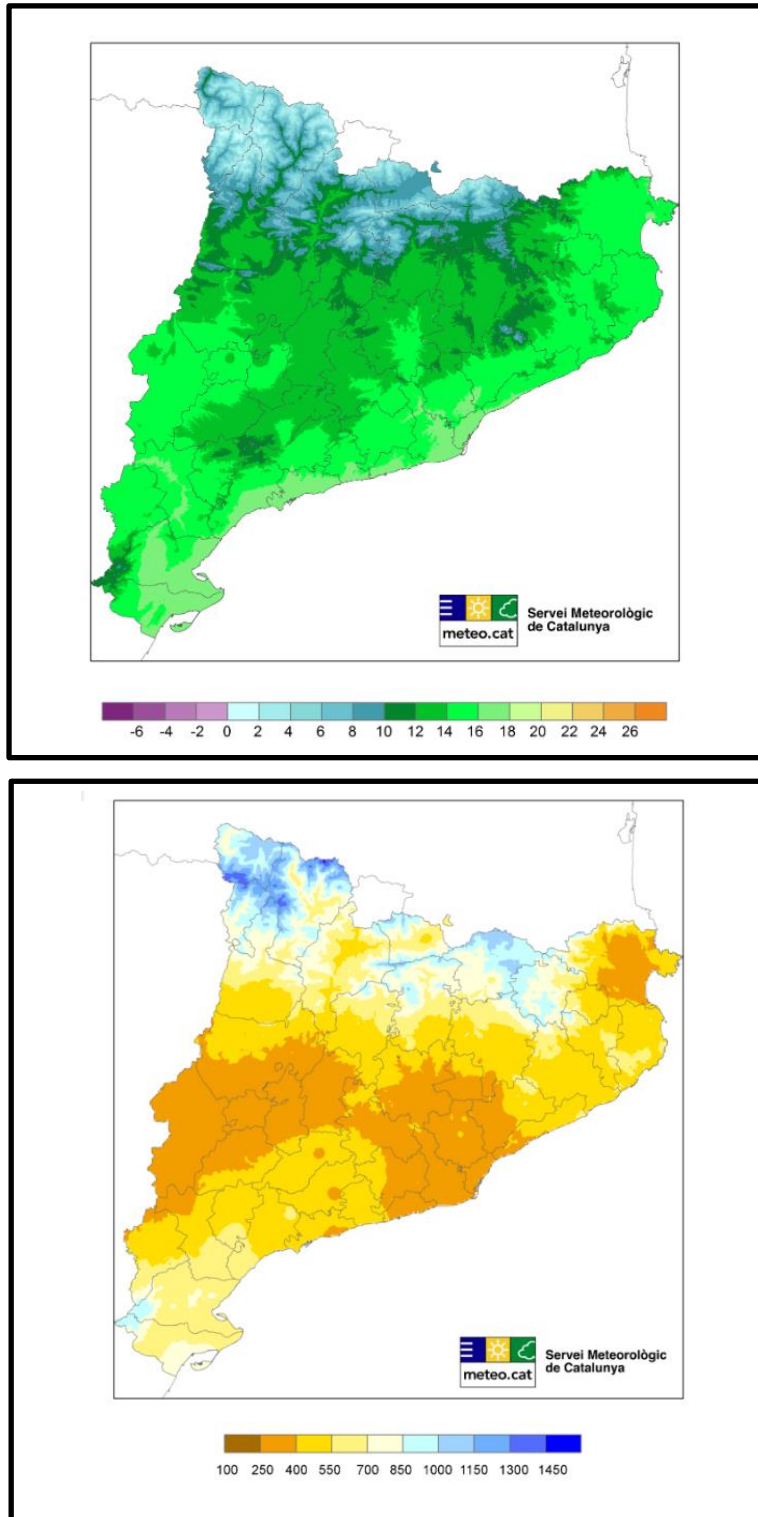 Servei Meteorològic
de Catalunya
meteo.cat
-6 -4 -2 0 2 4 6 8 10 12 14 16 18 20 22 24 26
Servei Meteorològic
de Catalunya
meteo.cat
100 250 400 550 700 850 1000 1150 1300 1450